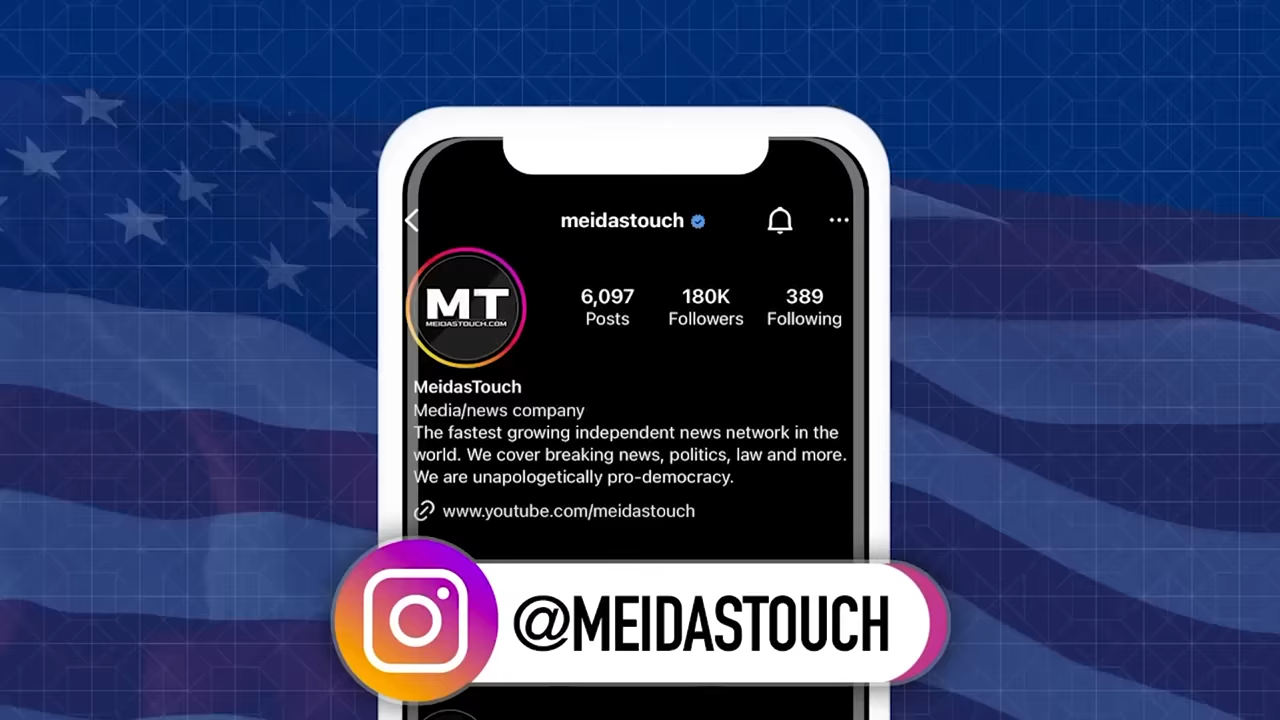 meidastouch
MT
MEIDASTOUCH.COM
6,097 180K 389
Posts Followers Following
MeidasTouch
Media/news company
The fastest growing independent news network in the
world. We cover breaking news, politics, law and more.
We are unapologetically pro-democracy.
www.youtube.com/meidastouch
@MEIDASTOUCH